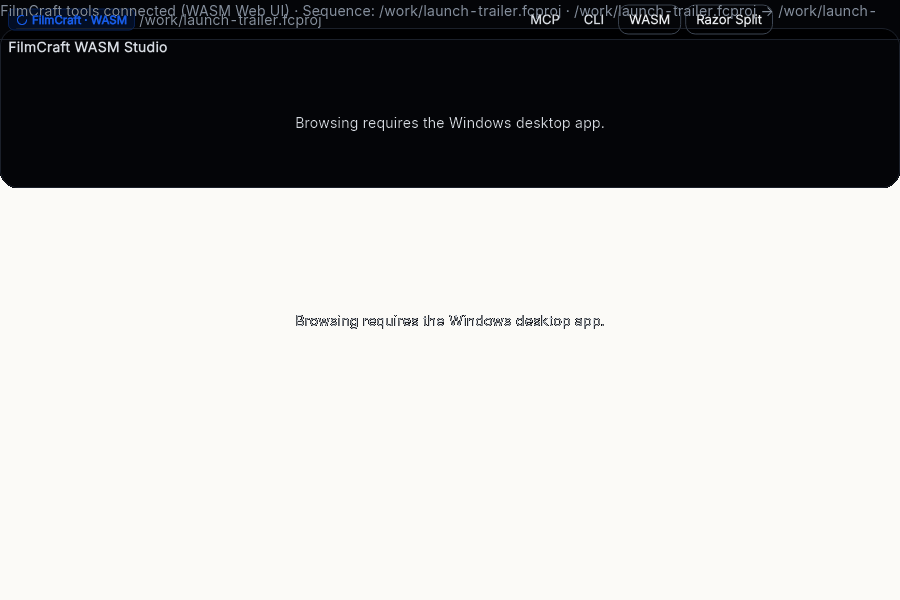 FilmCraft tools connected (WASM Web UI) · Sequence: /work/launch-trailer.fcproj · /work/launch-trailer.fcproj → /work/launch-
FilmCraft · WASM /work/launch-trailer.fcproj MCP CLI WASM Razor Split
FilmCraft WASM Studio
Browsing requires the Windows desktop app.
Browsing requires the Windows desktop app.